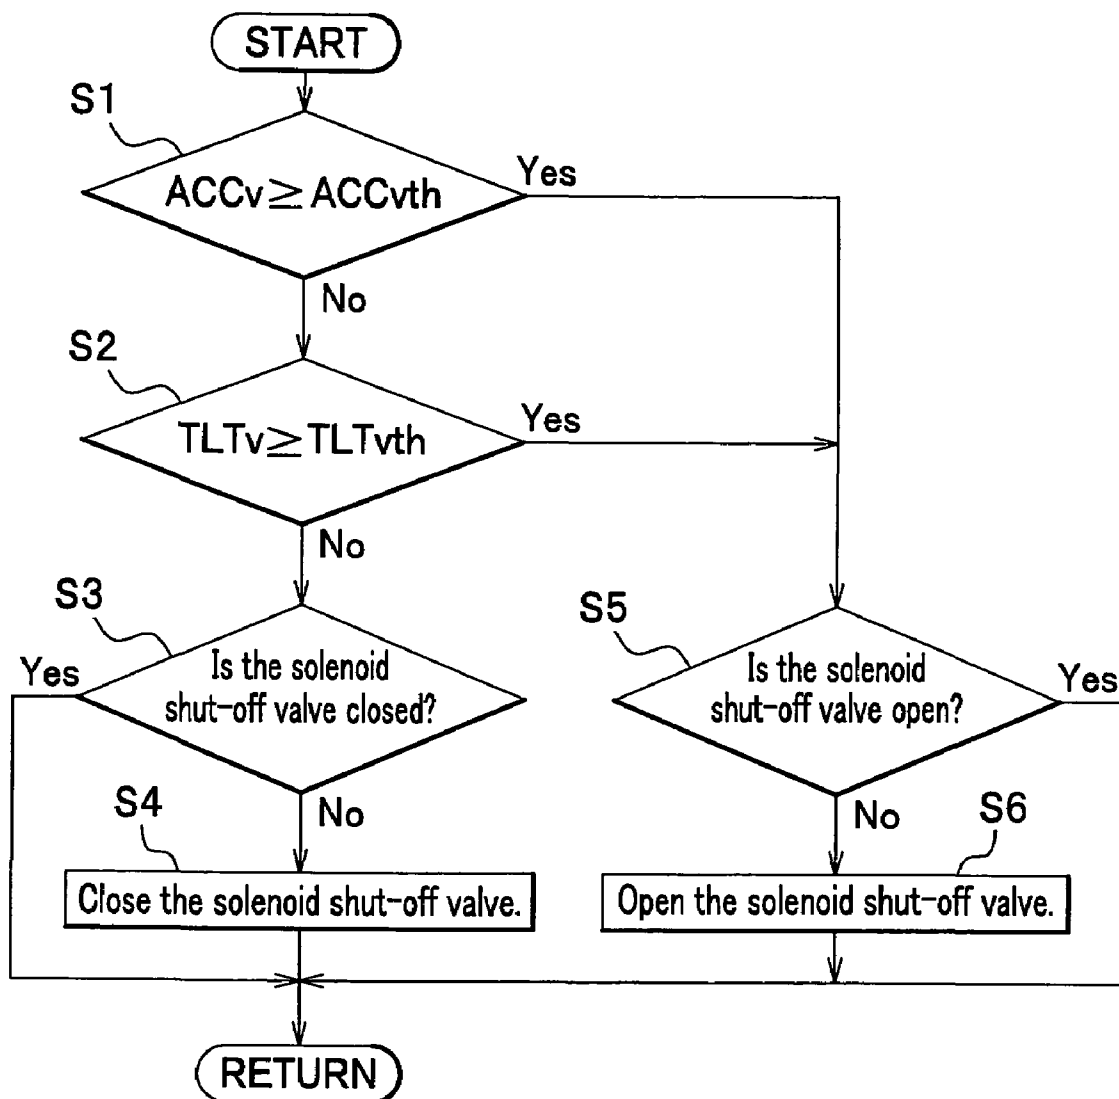 START
S1
ACCv≥ACCvth
Yes
No
S2
TLTv≥TLTvth
Yes
No
S3
Yes
Is the solenoid
shut-off valve closed?
No
S5
Is the solenoid
shut-off valve open?
Yes
No
S4
Close the solenoid shut-off valve.
S6
Open the solenoid shut-off valve.
RETURN